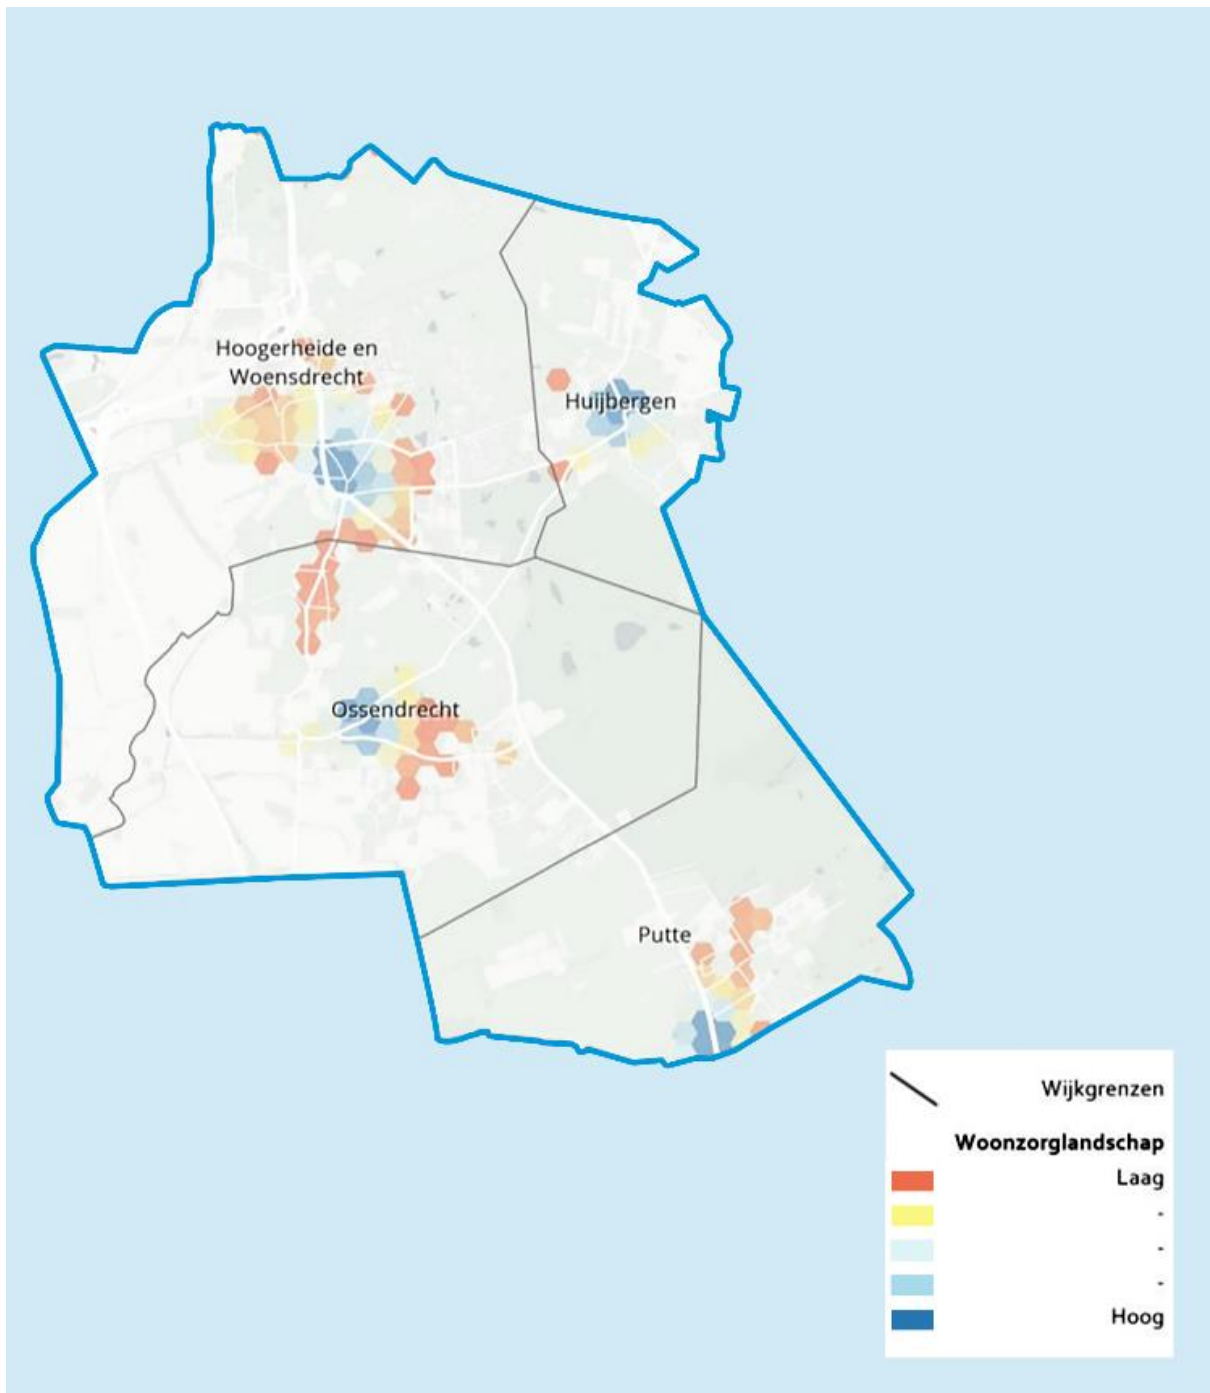 Hoogerheide en
Woensdrecht
Huijbergen
Ossendrecht
Putte
Wijkgrenzen
Woonzorglandschap
Laag
-
-
-
Hoog